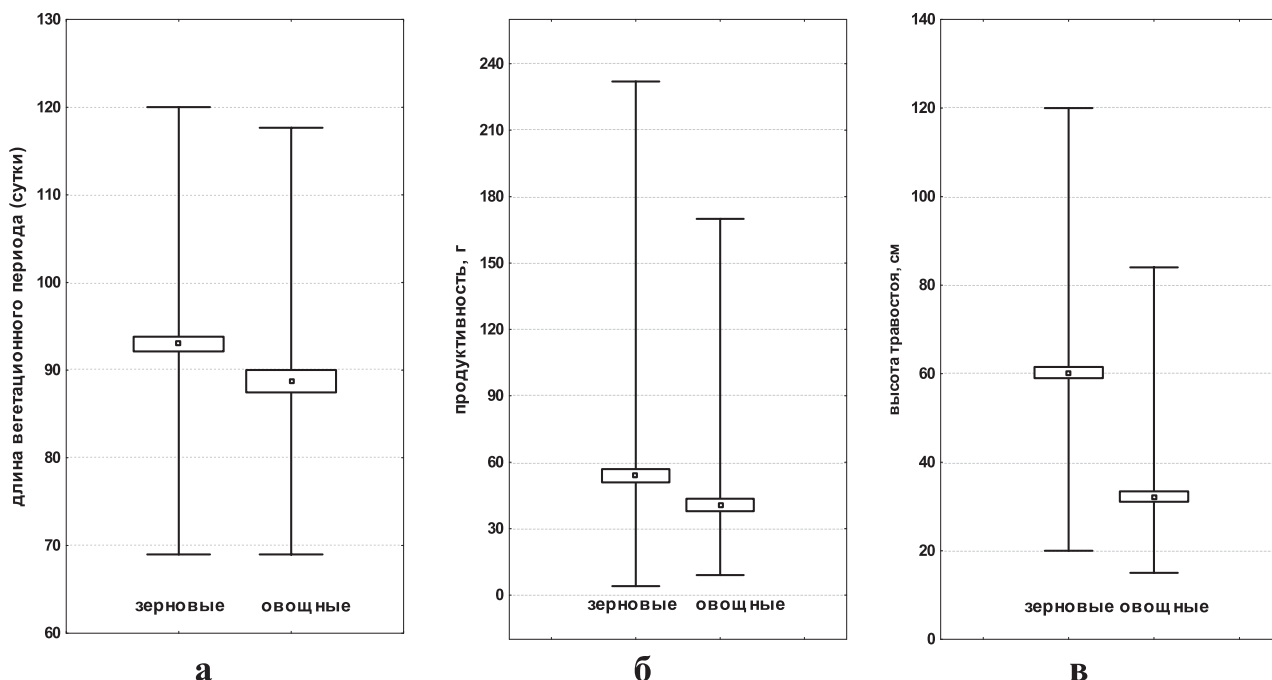 длина вегетационного периода (сутки)
130
120
110
100
90
80
70
60
зерновые овощные
а
продуктивность, г
240
210
180
150
120
90
60
30
0
зерновые овощные
б
высота травостоя, см
140
120
100
80
60
40
20
0
зерновые овощные
в